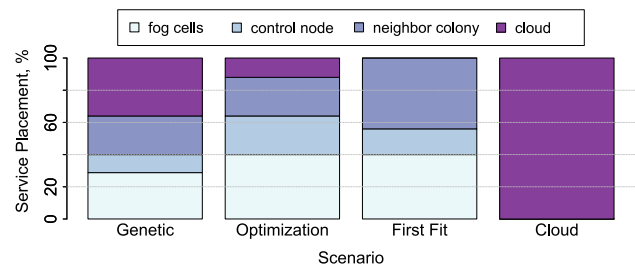 fog cells control node neighbor colony cloud
Service Placement, %
100
60
20
0
Genetic Optimization First Fit Cloud
Scenario